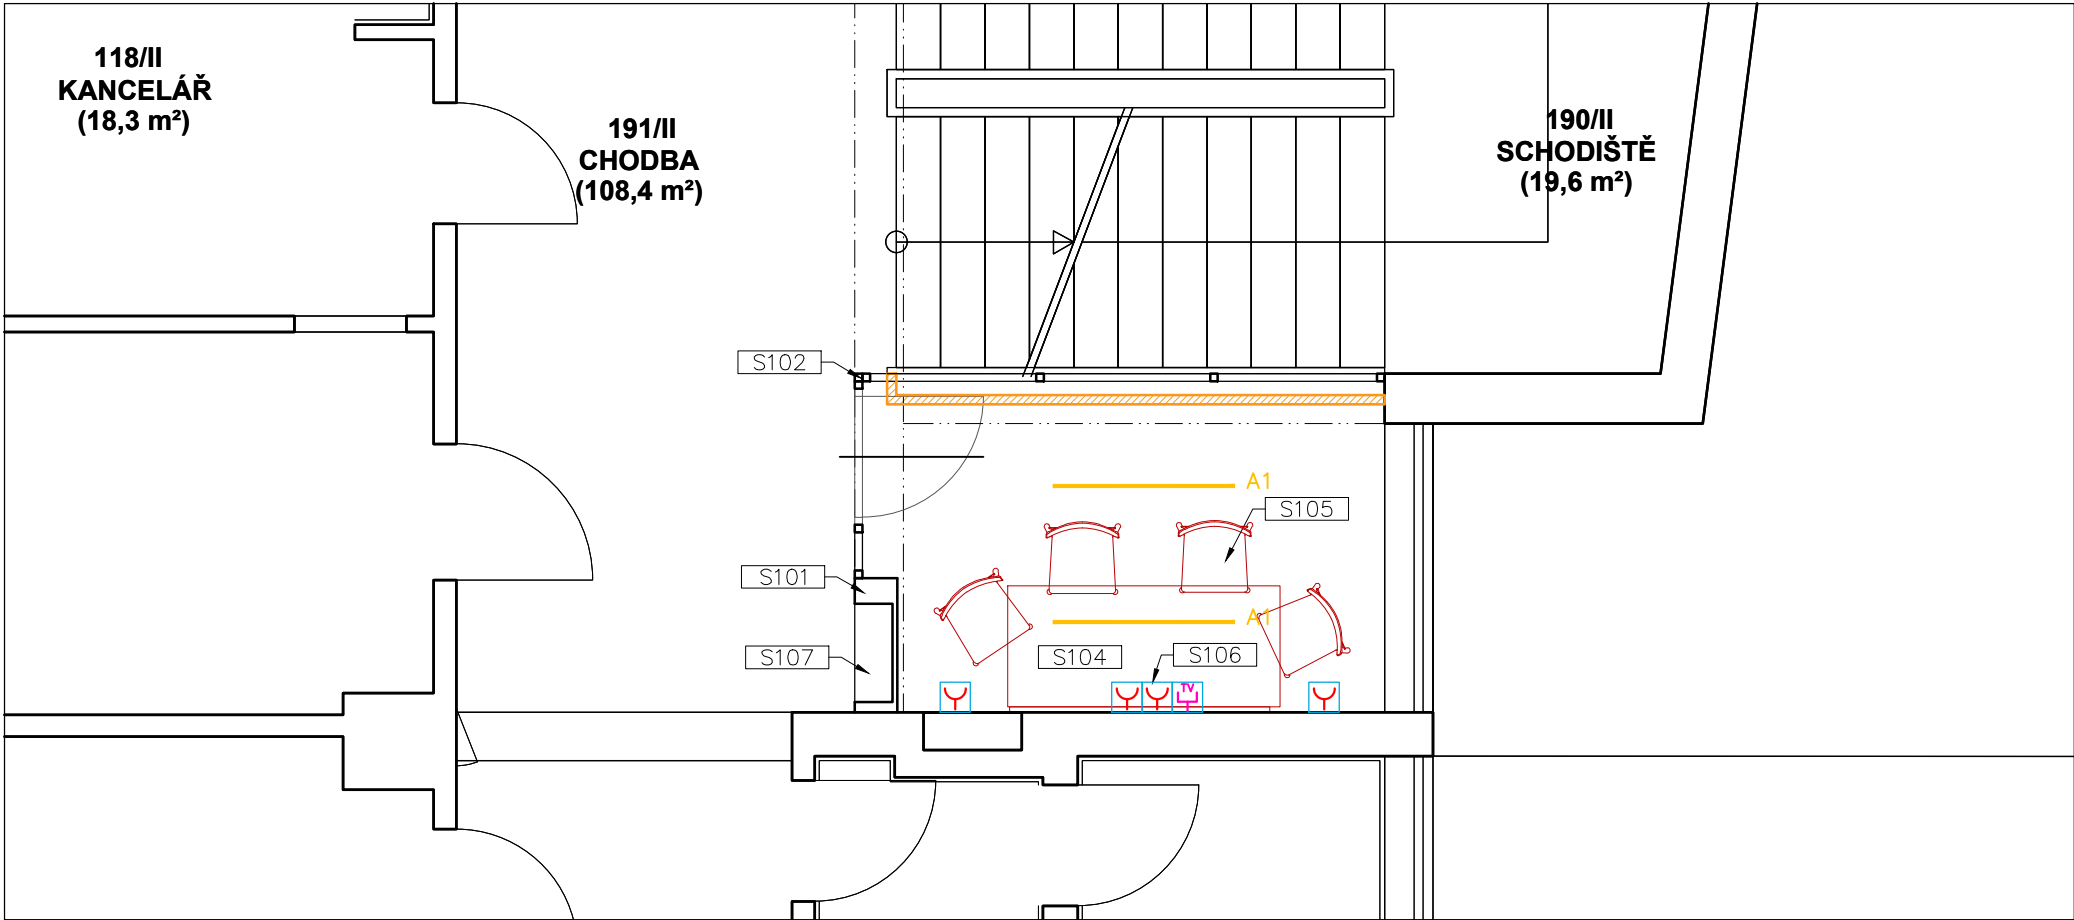 118/II
KANCELÁŘ
(18,3 m²)
191/II
CHODBA
(108,4 m²)
190/II
SCHODIŠTĚ
(19,6 m²)
S102
A1
S105
S101
A1
S104
S106
S107
TV